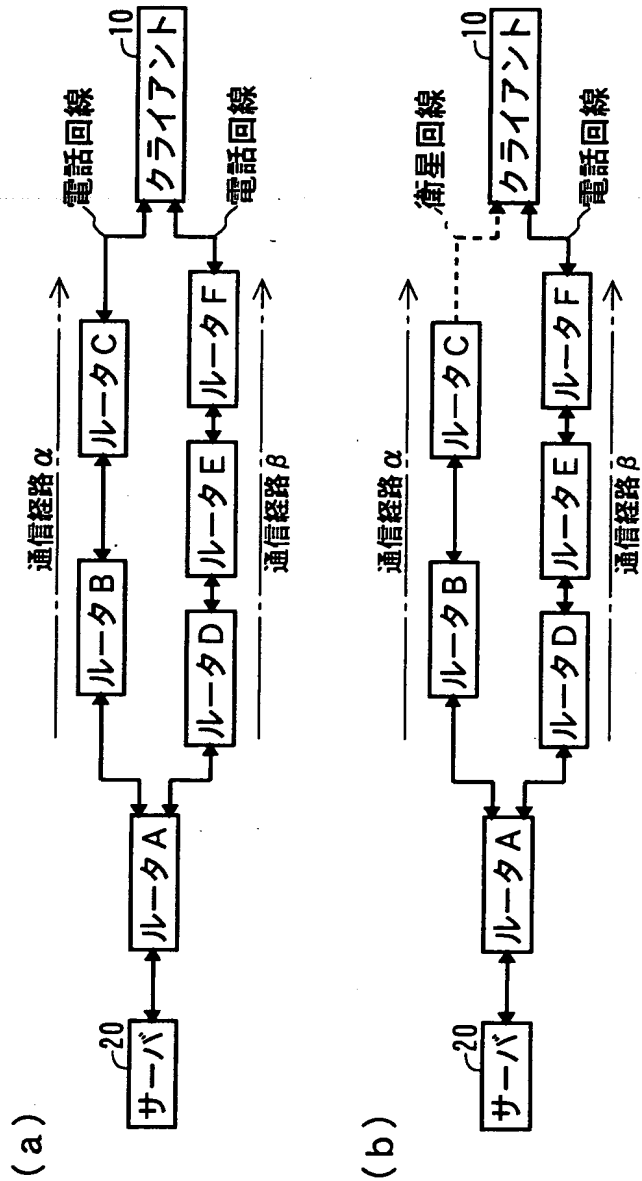 (a)
通信経路α
電話回線
ルータB
ルータC
10
クライアント
20
サーバ
ルータA
ルータD
ルータE
ルータF
電話回線
通信経路β
(b)
通信経路α
衛星回線
ルータB
ルータC
10
クライアント
20
サーバ
ルータA
ルータD
ルータE
ルータF
電話回線
通信経路β